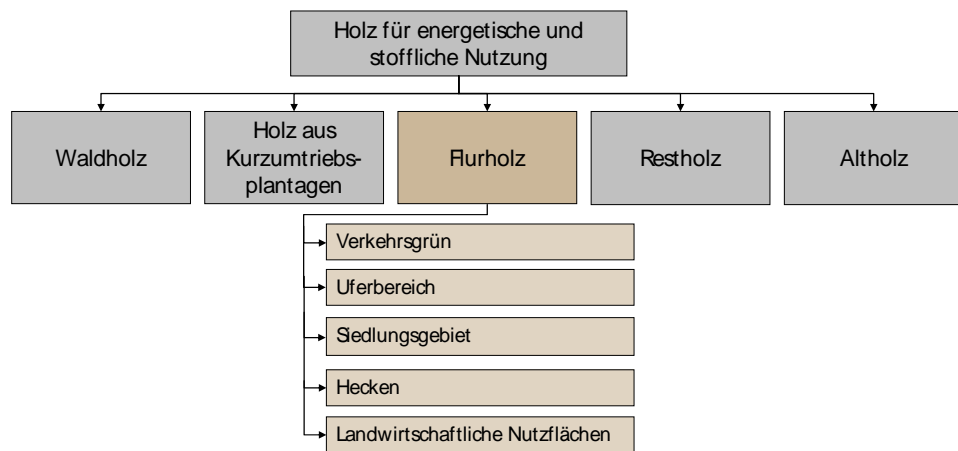 Holz für energetische und
stoffliche Nutzung
Waldholz
Holz aus
Kurzumtriebs-
plantagen
Flurholz
Restholz
Altholz
Verkehrsgrün
Uferbereich
Siedlungsgebiet
Hecken
Landwirtschaftliche Nutzflächen